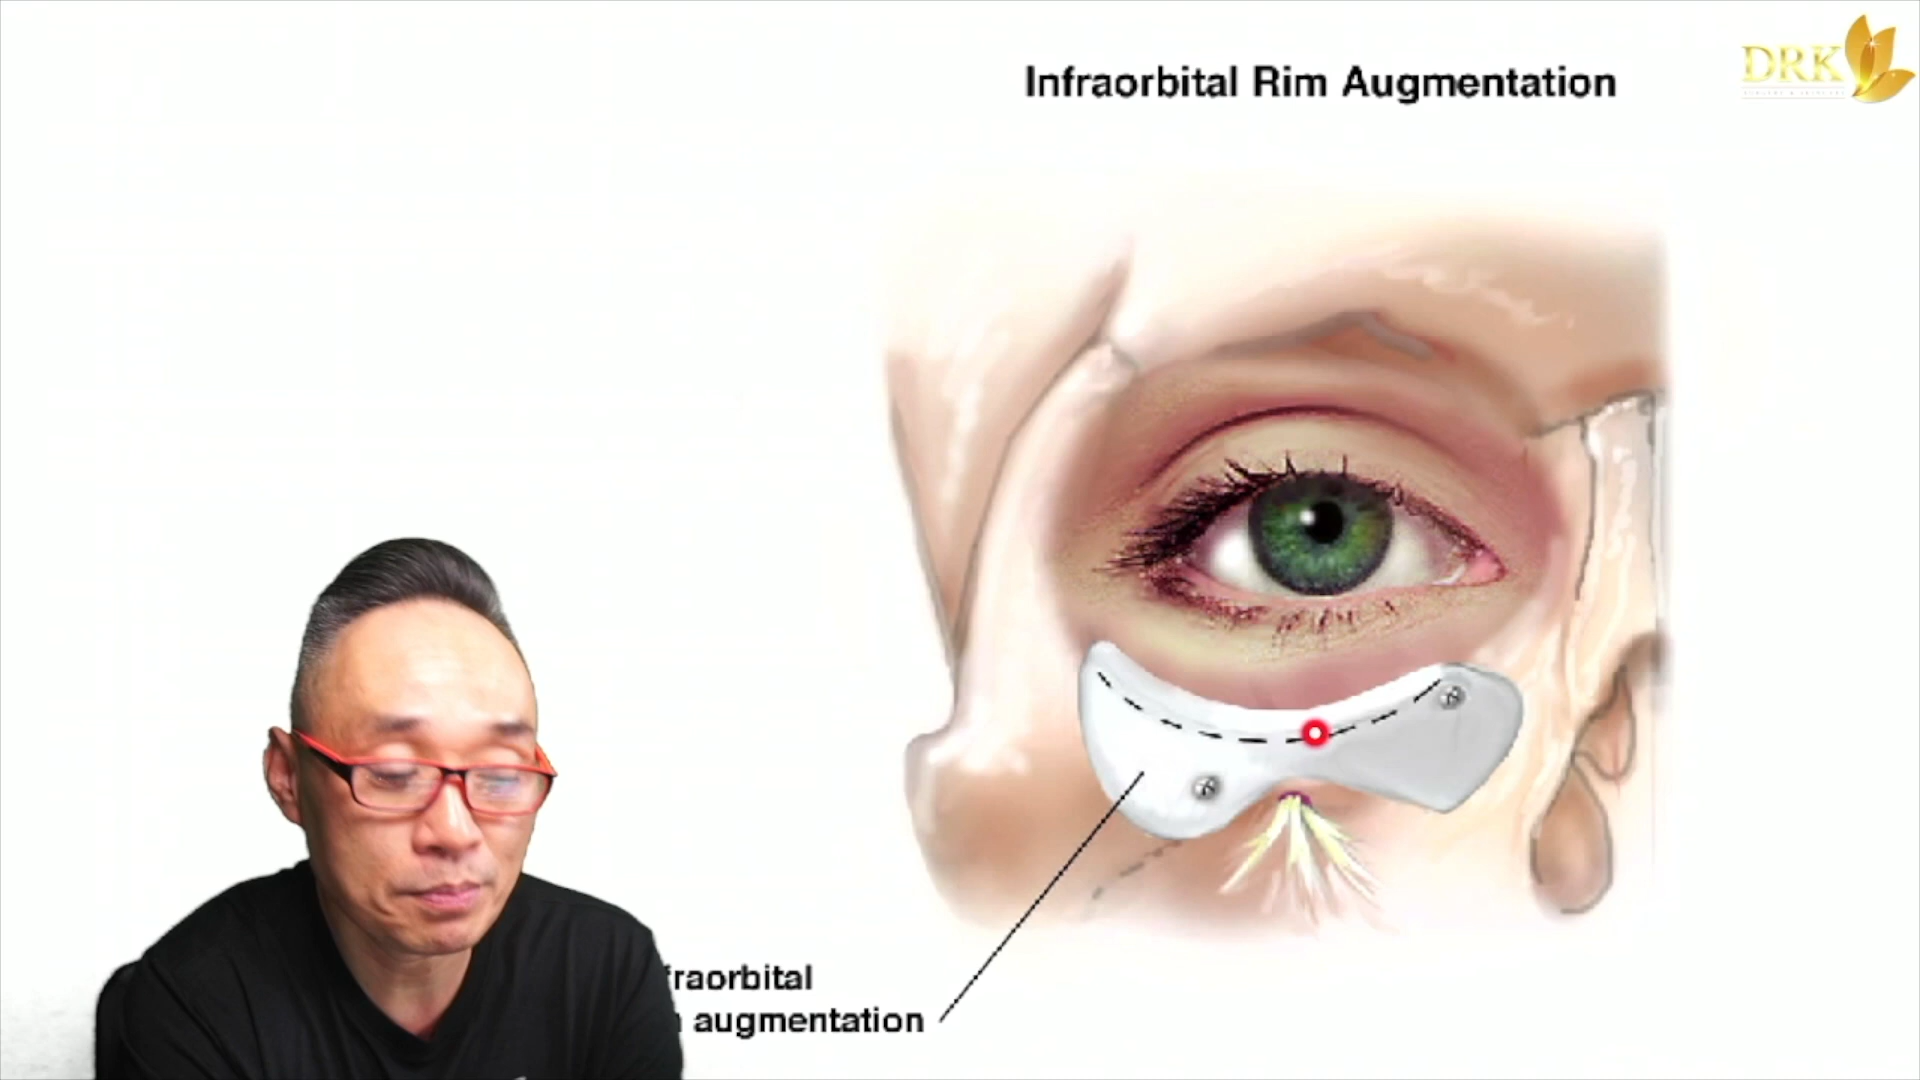 Infraorbital Rim Augmentation
DRK
fraorbital
augmentation